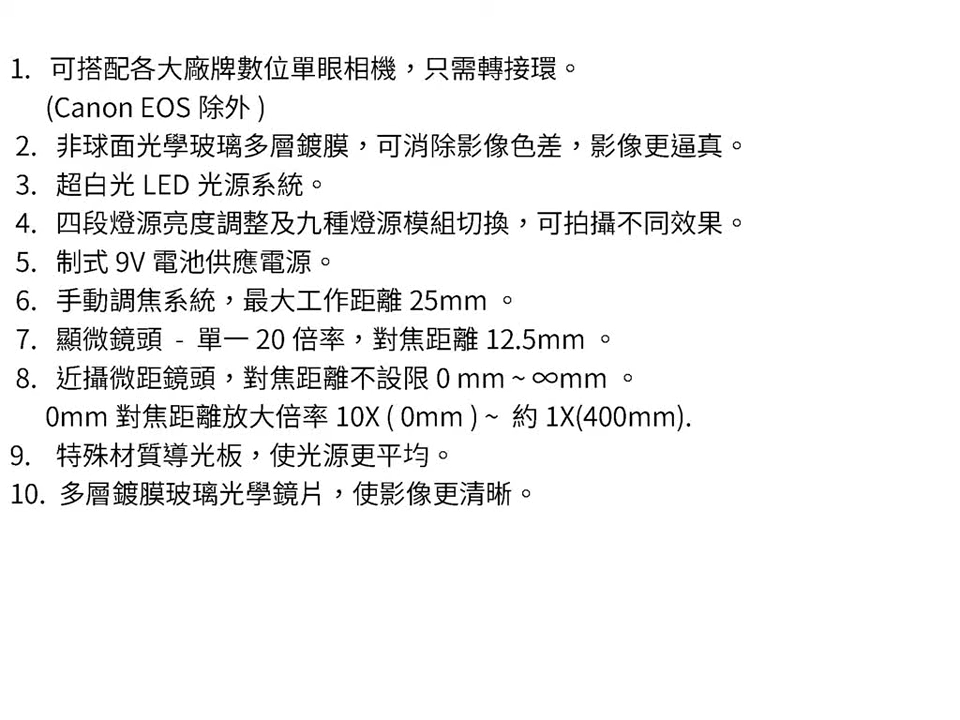 1. 可搭配各大廠牌數位單眼相機，只需轉接環。
(Canon EOS 除外 )
2. 非球面光學玻璃多層鍍膜，可消除影像色差，影像更逼真。
3. 超白光 LED 光源系統。
4. 四段燈源亮度調整及九種燈源模組切換，可拍攝不同效果。
5. 制式 9V 電池供應電源。
6. 手動調焦系統，最大工作距離 25mm 。
7. 顯微鏡頭 - 單一 20 倍率，對焦距離 12.5mm 。
8. 近攝微距鏡頭，對焦距離不設限 0 mm ~ ∞mm 。
0mm 對焦距離放大倍率 10X ( 0mm ) ~ 約 1X(400mm).
9. 特殊材質導光板，使光源更平均。
10. 多層鍍膜玻璃光學鏡片，使影像更清晰。